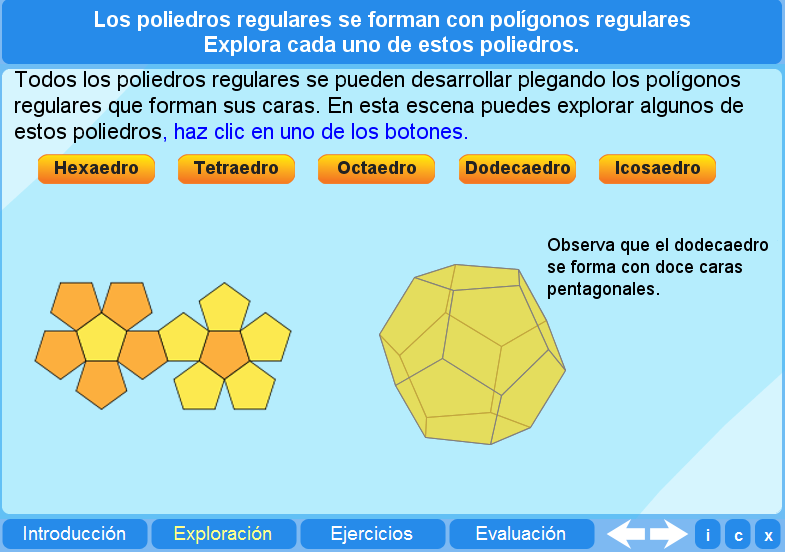 Los poliedros regulares se forman con polígonos regulares
Explora cada uno de estos poliedros.
Todos los poliedros regulares se pueden desarrollar plegando los polígonos
regulares que forman sus caras. En esta escena puedes explorar algunos de
estos poliedros, haz clic en uno de los botones.
Hexaedro Tetraedro Octaedro Dodecaedro Icosaedro
Observa que el dodecaedro
se forma con doce caras
pentagonales.
Introducción Exploración Ejercicios Evaluación i c x